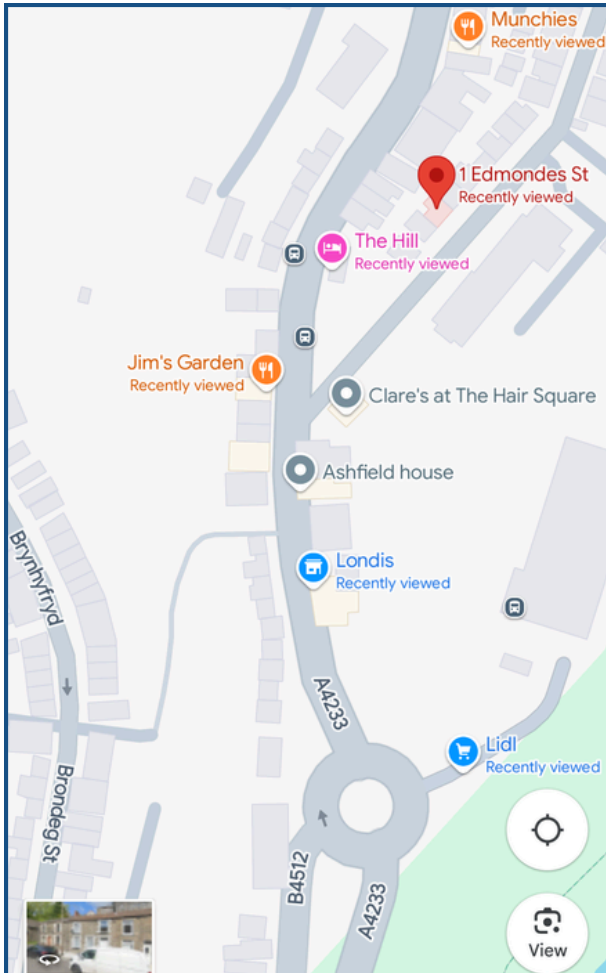 Munchies
Recently viewed
1 Edmondes St
Recently viewed
The Hill
Recently viewed
Jim's Garden
Recently viewed
Clare's at The Hair Square
Ashfield house
Brynhyfryd
Londis
Recently viewed
A4233
Lidl
Recently viewed
Brondeg St
B4512
A4233
View